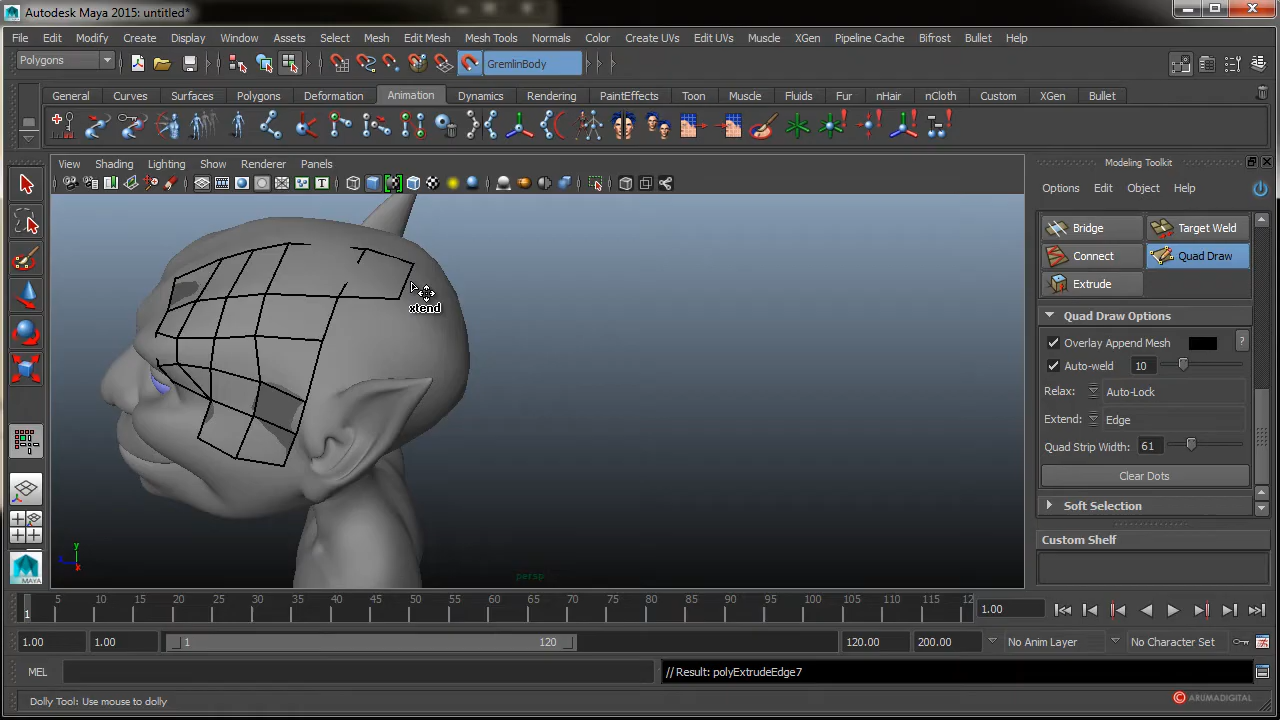 Autodesk Maya 2015: untitled*
File Edit Modify Create Display Window Assets Select Mesh Edit Mesh Mesh Tools Normals Color Create UVs Edit UVs Muscle XGen Pipeline Cache Bifrost Bullet Help
Polygons GremlinBody
General Curves Surfaces Polygons Deformation Animation Dynamics Rendering PaintEffects Toon Muscle Fluids Fur nHair nCloth Custom XGen Bullet
View Shading Lighting Show Renderer Panels
Modeling Toolkit
Options Edit Object Help
Bridge Target Weld
Connect Quad Draw
Extrude
Quad Draw Options
Overlay Append Mesh ?
Auto-weld 10
Relax: Auto-Lock
Extend: Edge
Quad Strip Width: 61
Clear Dots
Soft Selection
Custom Shelf
xtend
y
x
persp
MAYA
1 5 10 15 20 25 30 35 40 45 50 55 60 65 70 75 80 85 90 95 100 105 110 115 12 1.00
1.00 1.00 1 120 120.00 200.00 No Anim Layer No Character Set
MEL // Result: polyExtrudeEdge7
Dolly Tool: Use mouse to dolly
© ARUMADIGITAL